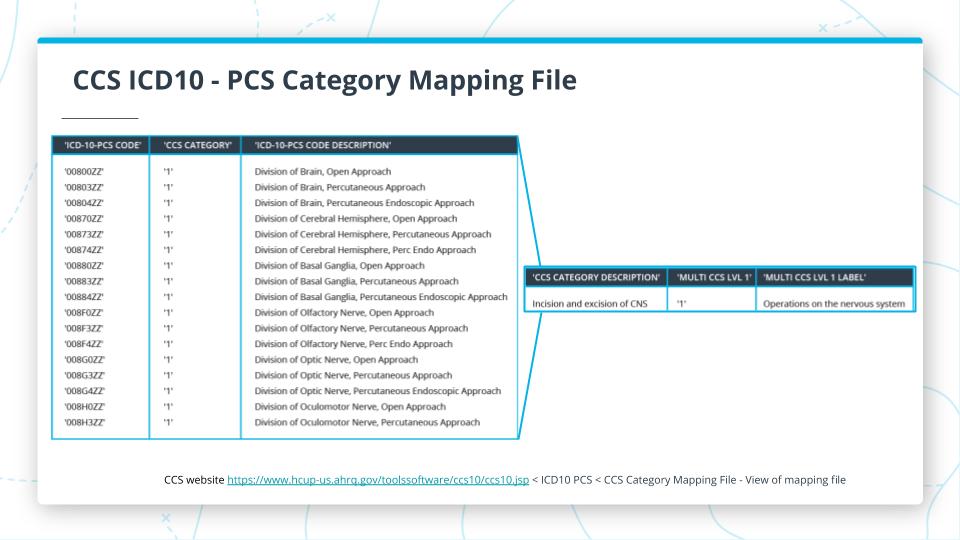 CCS ICD10 - PCS Category Mapping File
'ICD-10-PCS CODE' 'CCS CATEGORY' 'ICD-10-PCS CODE DESCRIPTION'
'00800ZZ' '1' Division of Brain, Open Approach
'00803ZZ' '1' Division of Brain, Percutaneous Approach
'00804ZZ' '1' Division of Brain, Percutaneous Endoscopic Approach
'00870ZZ' '1' Division of Cerebral Hemisphere, Open Approach
'00873ZZ' '1' Division of Cerebral Hemisphere, Percutaneous Approach
'00874ZZ' '1' Division of Cerebral Hemisphere, Perc Endo Approach
'00880ZZ' '1' Division of Basal Ganglia, Open Approach
'00883ZZ' '1' Division of Basal Ganglia, Percutaneous Approach
'00884ZZ' '1' Division of Basal Ganglia, Percutaneous Endoscopic Approach
'008F0ZZ' '1' Division of Olfactory Nerve, Open Approach
'008F3ZZ' '1' Division of Olfactory Nerve, Percutaneous Approach
'008F4ZZ' '1' Division of Olfactory Nerve, Perc Endo Approach
'008G0ZZ' '1' Division of Optic Nerve, Open Approach
'008G3ZZ' '1' Division of Optic Nerve, Percutaneous Approach
'008G4ZZ' '1' Division of Optic Nerve, Percutaneous Endoscopic Approach
'008H0ZZ' '1' Division of Oculomotor Nerve, Open Approach
'008H3ZZ' '1' Division of Oculomotor Nerve, Percutaneous Approach
'CCS CATEGORY DESCRIPTION' 'MULTI CCS LVL 1' 'MULTI CCS LVL 1 LABEL'
Incision and excision of CNS '1' Operations on the nervous system
CCS website https://www.hcup-us.ahrq.gov/toolssoftware/ccs10/ccs10.jsp < ICD10 PCS < CCS Category Mapping File - View of mapping file